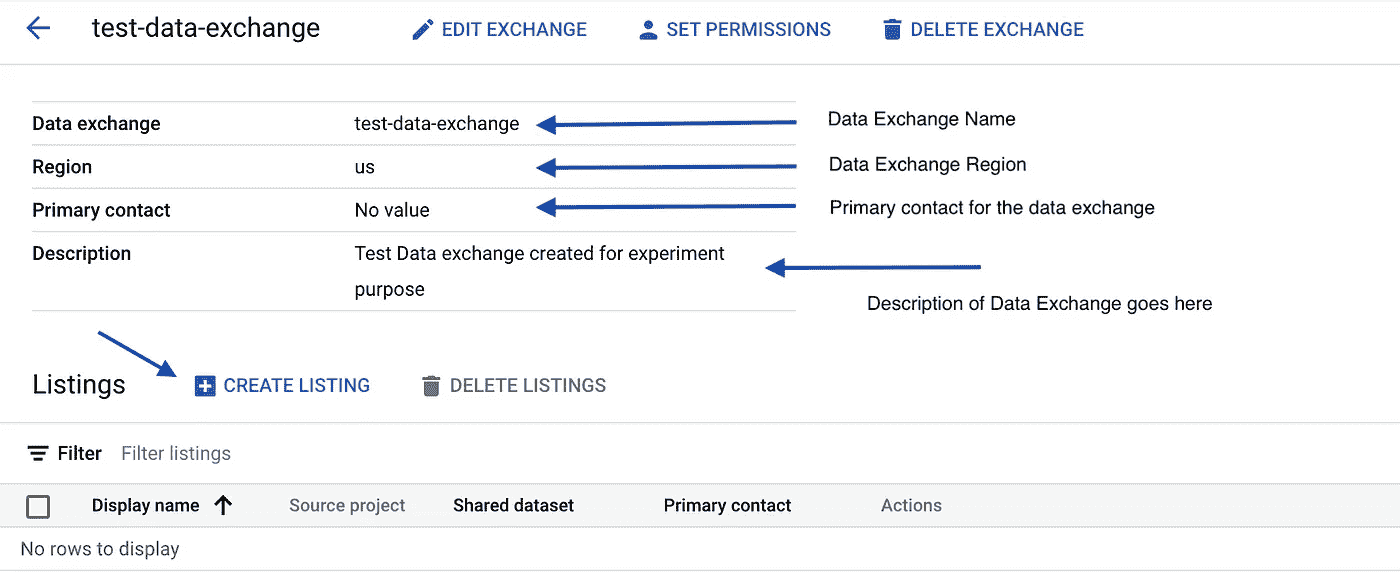 test-data-exchange EDIT EXCHANGE SET PERMISSIONS DELETE EXCHANGE
Data exchange test-data-exchange Data Exchange Name
Region us Data Exchange Region
Primary contact No value Primary contact for the data exchange
Description Test Data exchange created for experiment
purpose
Description of Data Exchange goes here
Listings CREATE LISTING DELETE LISTINGS
Filter Filter listings
Display name Source project Shared dataset Primary contact Actions
No rows to display